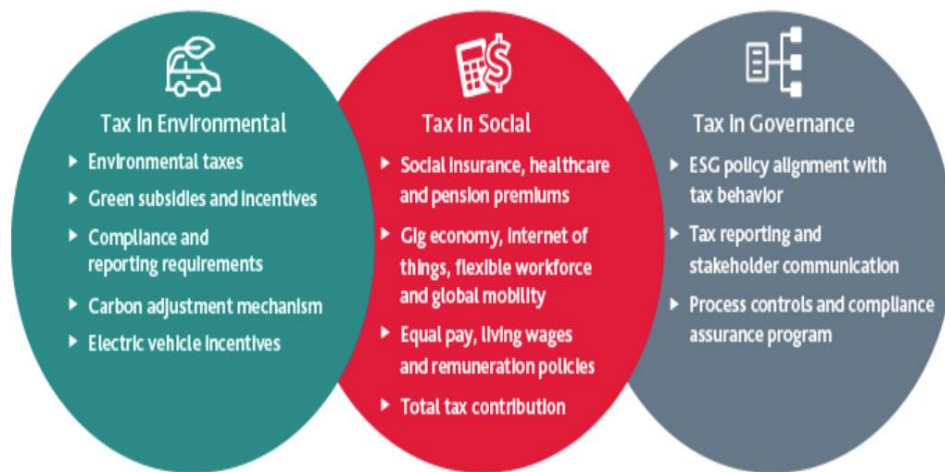 Tax in Environmental
▸ Environmental taxes
▸ Green subsidies and incentives
▸ Compliance and
reporting requirements
▸ Carbon adjustment mechanism
▸ Electric vehicle incentives
Tax in Social
▸ Social insurance, healthcare
and pension premiums
▸ Gig economy, internet of
things, flexible workforce
and global mobility
▸ Equal pay, living wages
and remuneration policies
▸ Total tax contribution
Tax in Governance
▸ ESG policy alignment with
tax behavior
▸ Tax reporting and
stakeholder communication
▸ Process controls and compliance
assurance program